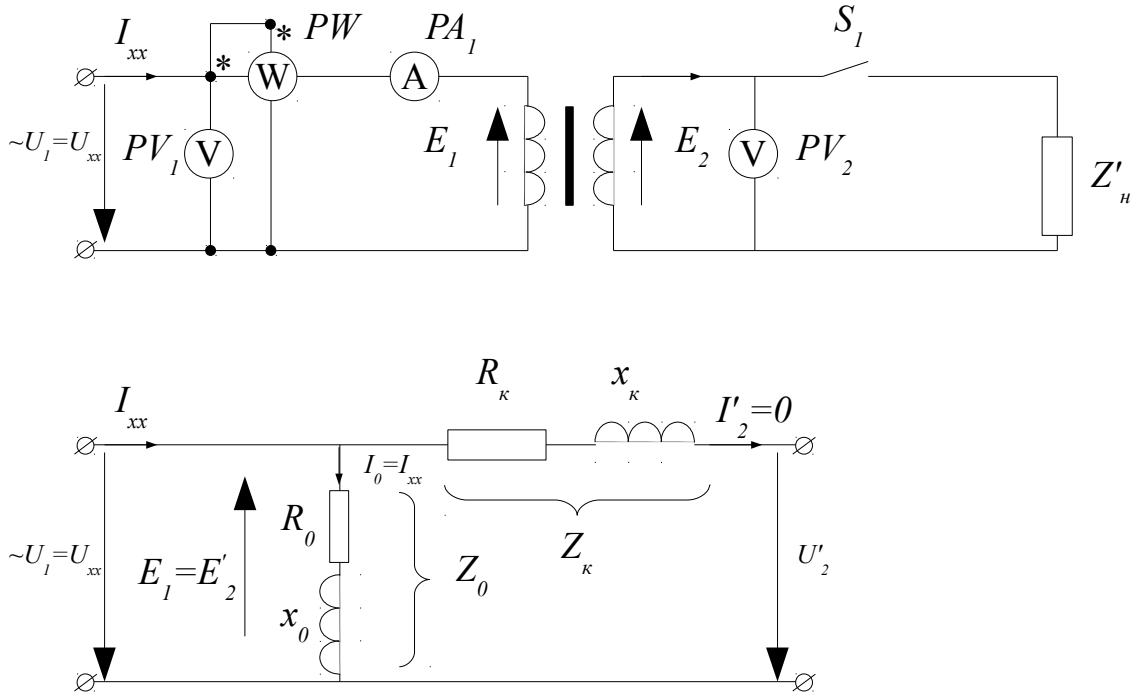 I_xx * * PW PA_1 S_1
W A
~U_1=U_xx PV_1 V E_1 E_2 V PV_2 Z'_н
I_xx R_к x_к I'_2=0
I_0=I_xx
R_0 Z_0 Z_к
~U_1=U_xx E_1=E'_2 U'_2
x_0